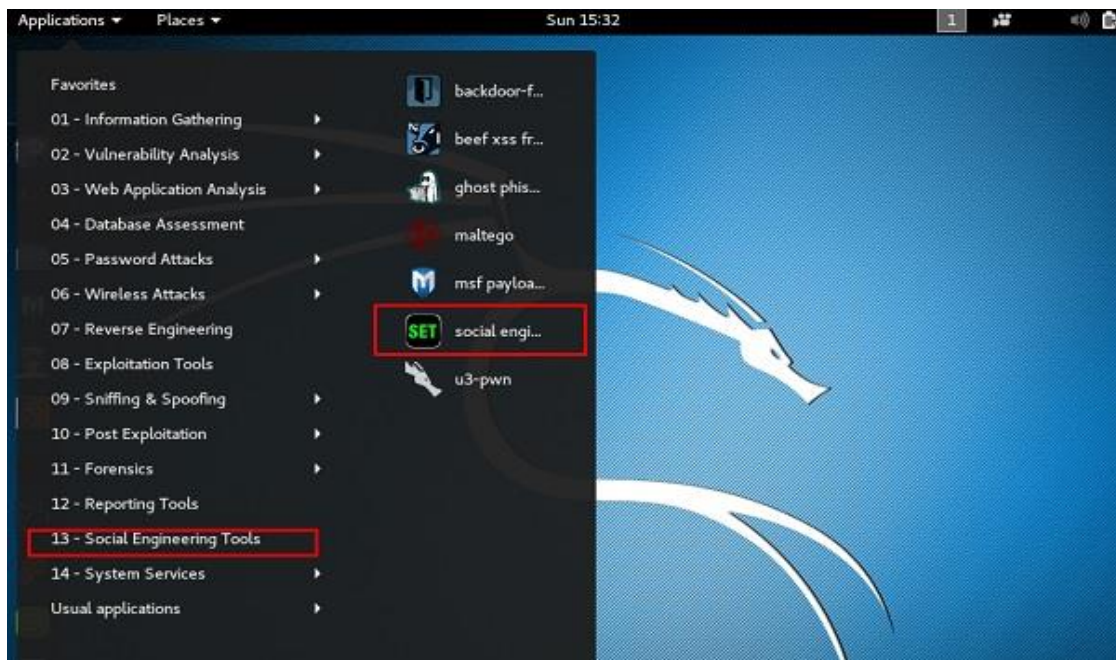 Applications Places Sun 15:32 1
Favorites
01 - Information Gathering
02 - Vulnerability Analysis
03 - Web Application Analysis
04 - Database Assessment
05 - Password Attacks
06 - Wireless Attacks
07 - Reverse Engineering
08 - Exploitation Tools
09 - Sniffing & Spoofing
10 - Post Exploitation
11 - Forensics
12 - Reporting Tools
13 - Social Engineering Tools
14 - System Services
Usual applications
backdoor-f...
beef xss fr...
ghost phis...
maltego
msf payloa...
SET social engi...
u3-pwn